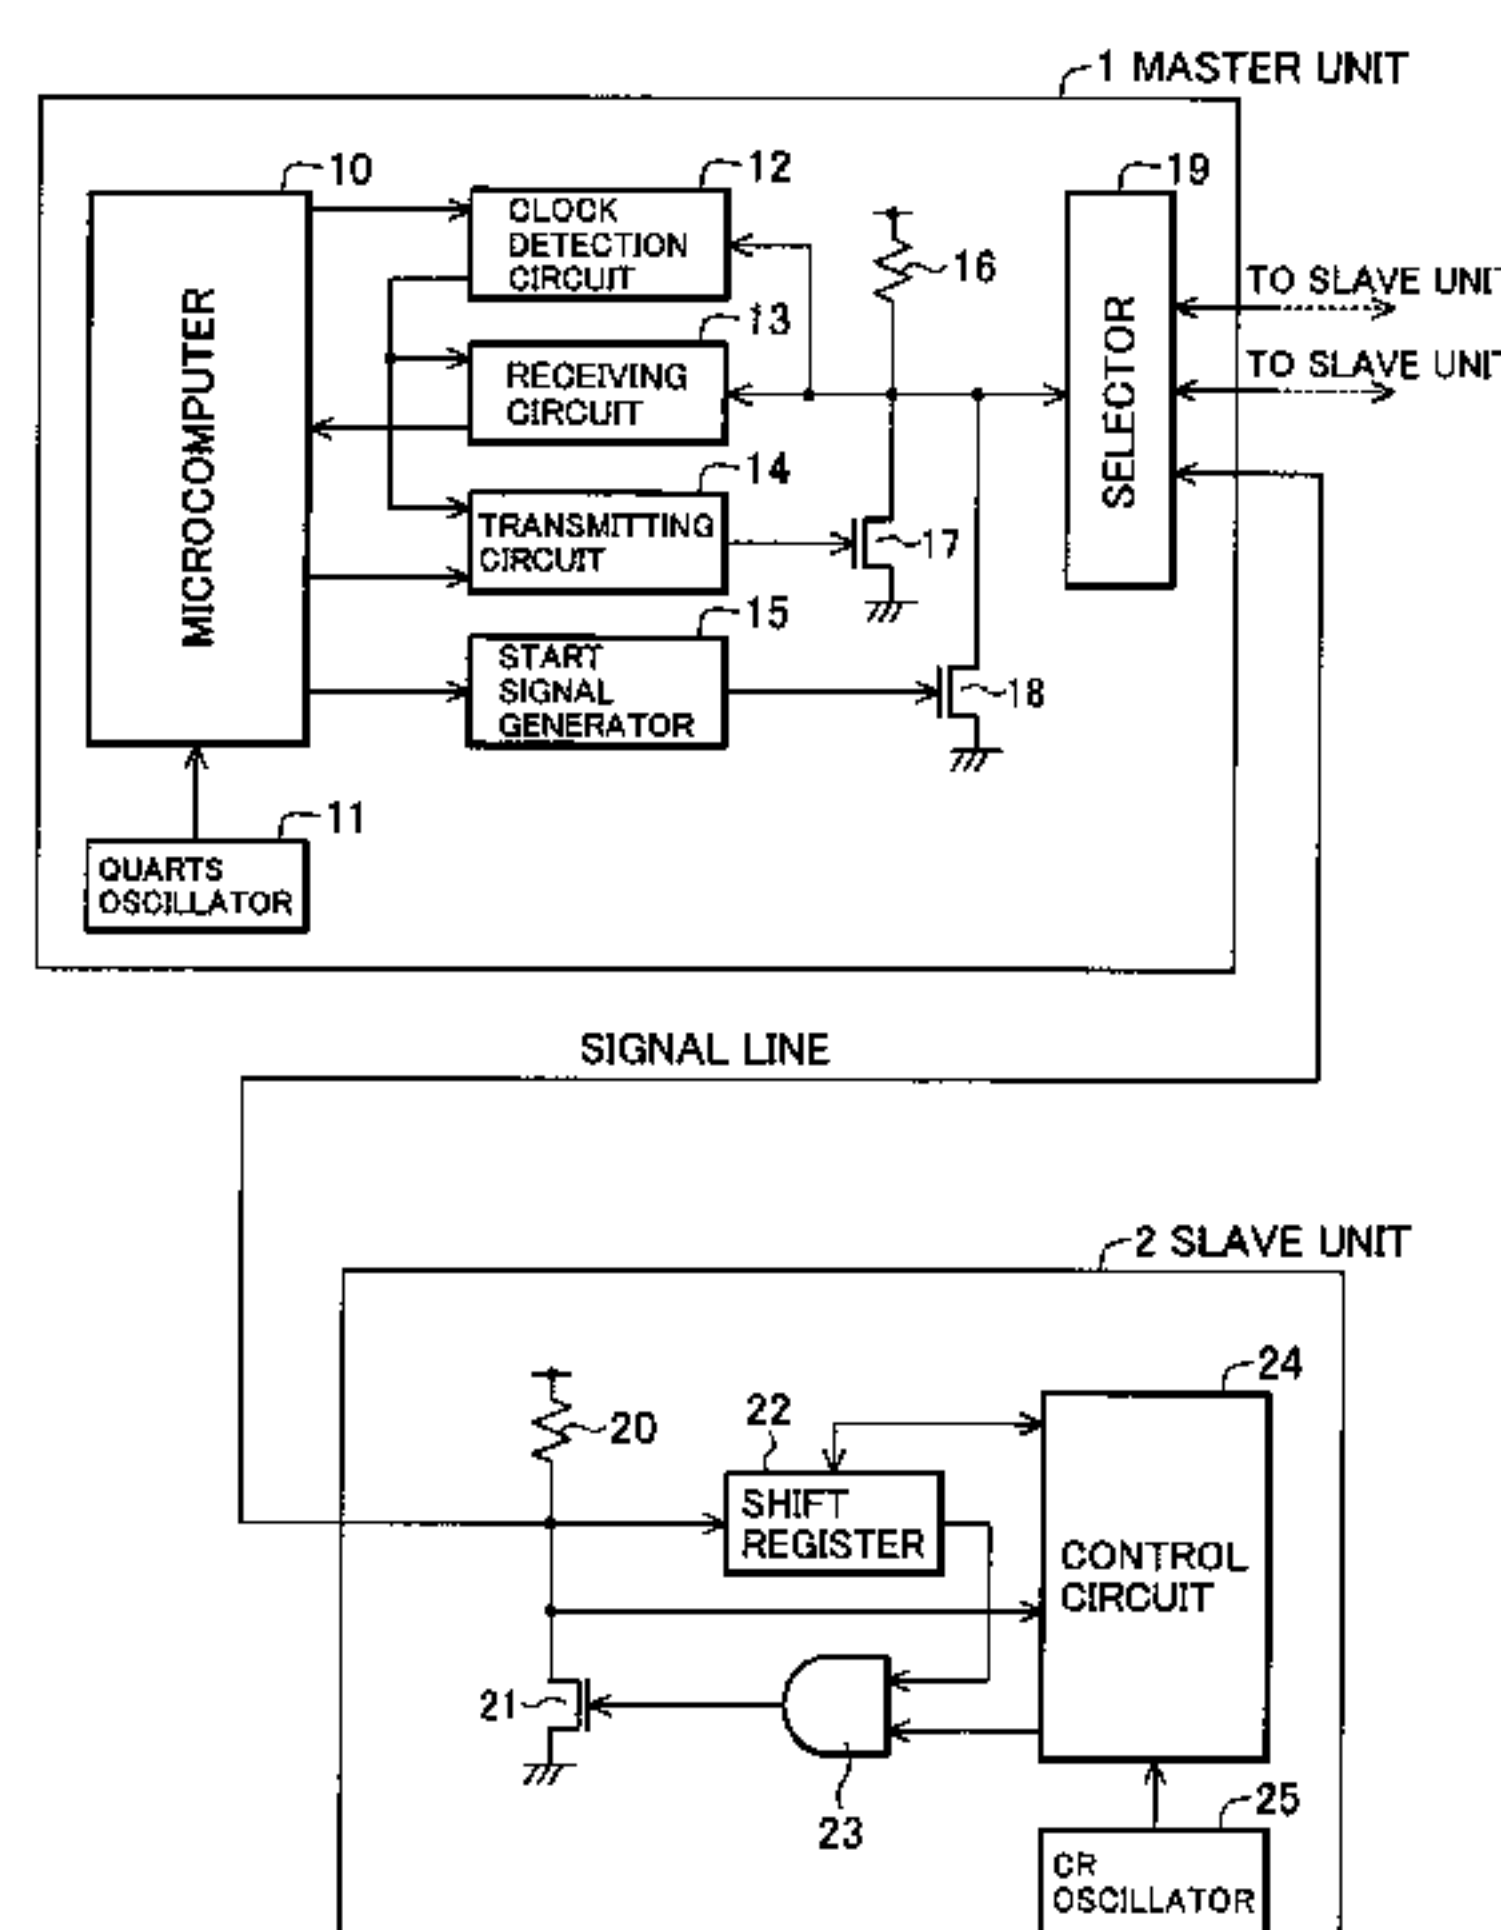 1 MASTER UNIT
10
12
19
CLOCK
DETECTION
CIRCUIT
16
TO SLAVE UNIT
13
RECEIVING
CIRCUIT
TO SLAVE UNIT
MICROCOMPUTER
SELECTOR
14
TRANSMITTING
CIRCUIT
17
15
START
SIGNAL
GENERATOR
18
11
QUARTS
OSCILLATOR
SIGNAL LINE
2 SLAVE UNIT
24
20
22
SHIFT
REGISTER
CONTROL
CIRCUIT
21
23
25
CR
OSCILLATOR